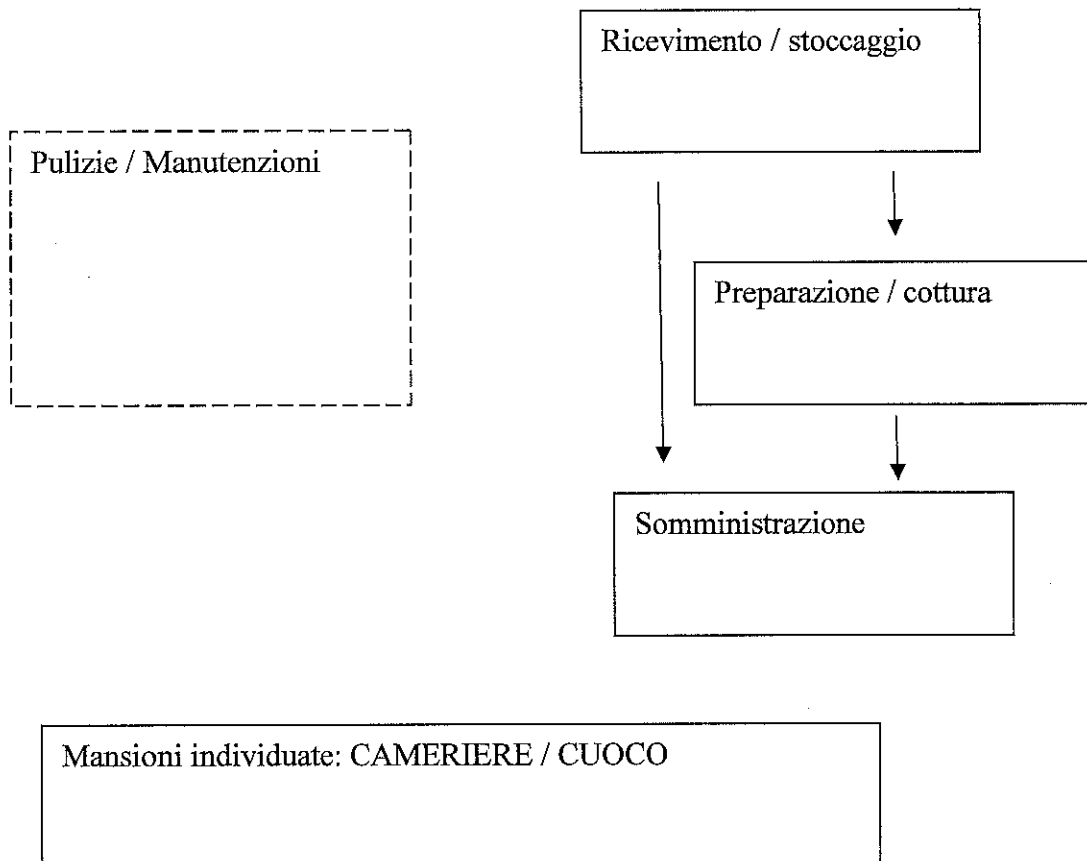 Ricevimento / stoccaggio
Pulizie / Manutenzioni
Preparazione / cottura
Somministrazione
Mansioni individuate: CAMERIERE / CUOCO